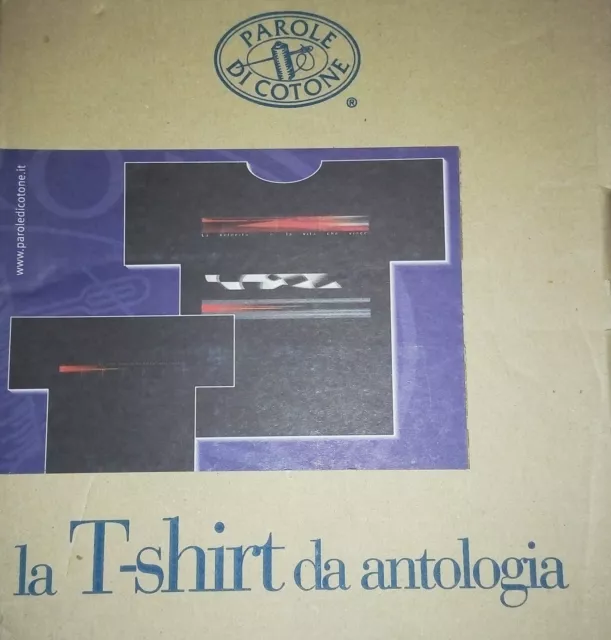 PAROLE
DI COTONE
®
www.paroledicotone.it
la T-shirt da antologia